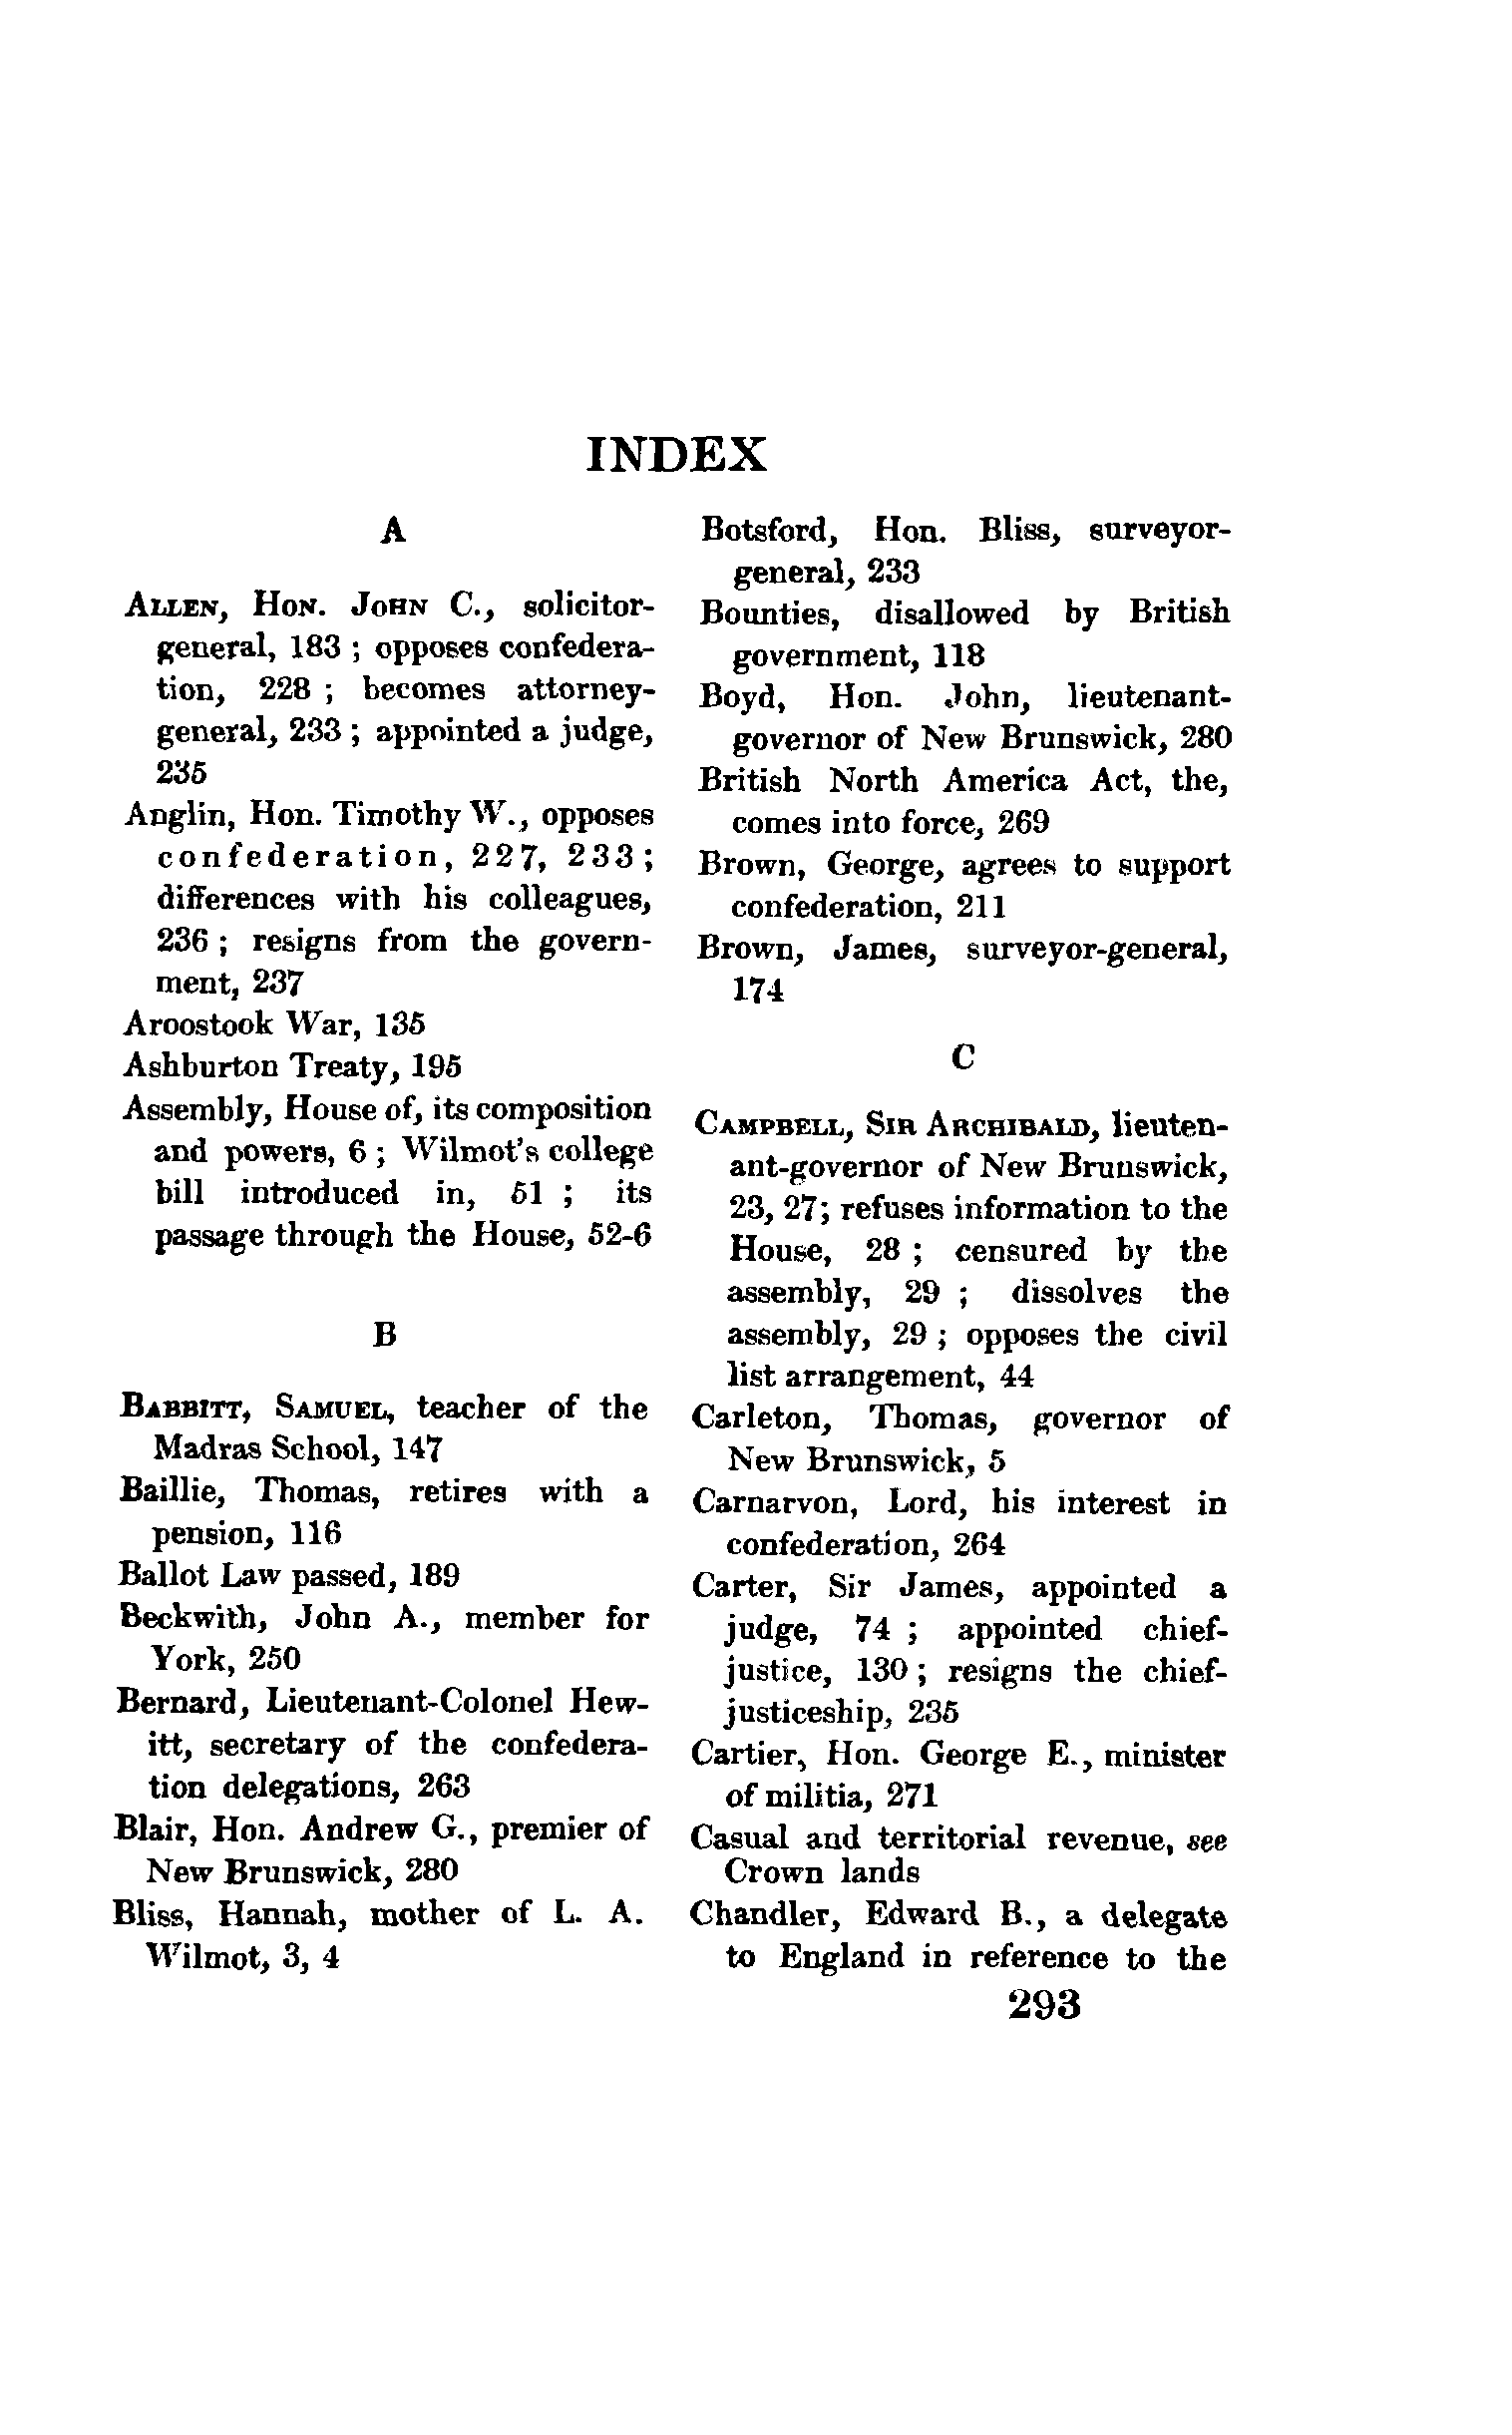 INDEX
A
ALLEN, HON. JOHN C., solicitor-
general, 183 ; opposes confedera-
tion, 228 ; becomes attorney-
general, 233 ; appointed a judge,
235
Anglin, Hon. Timothy W., opposes
confederation, 227, 233;
differences with his colleagues,
236 ; resigns from the govern-
ment, 237
Aroostook War, 135
Ashburton Treaty, 195
Assembly, House of, its composition
and powers, 6 ; Wilmot's college
bill introduced in, 51 ; its
passage through the House, 52-6
B
BABBITT, SAMUEL, teacher of the
Madras School, 147
Baillie, Thomas, retires with a
pension, 116
Ballot Law passed, 189
Beckwith, John A., member for
York, 250
Bernard, Lieutenant-Colonel Hew-
itt, secretary of the confedera-
tion delegations, 263
Blair, Hon. Andrew G., premier of
New Brunswick, 280
Bliss, Hannah, mother of L. A.
Wilmot, 3, 4
Botsford, Hon. Bliss, surveyor-
general, 233
Bounties, disallowed by British
government, 118
Boyd, Hon. John, lieutenant-
governor of New Brunswick, 280
British North America Act, the,
comes into force, 269
Brown, George, agrees to support
confederation, 211
Brown, James, surveyor-general,
174
C
CAMPBELL, SIR ARCHIBALD, lieuten-
ant-governor of New Brunswick,
23, 27; refuses information to the
House, 28 ; censured by the
assembly, 29 ; dissolves the
assembly, 29 ; opposes the civil
list arrangement, 44
Carleton, Thomas, governor of
New Brunswick, 5
Carnarvon, Lord, his interest in
confederation, 264
Carter, Sir James, appointed a
judge, 74 ; appointed chief-
justice, 130 ; resigns the chief-
justiceship, 235
Cartier, Hon. George E., minister
of militia, 271
Casual and territorial revenue, see
Crown lands
Chandler, Edward B., a delegate
to England in reference to the
293